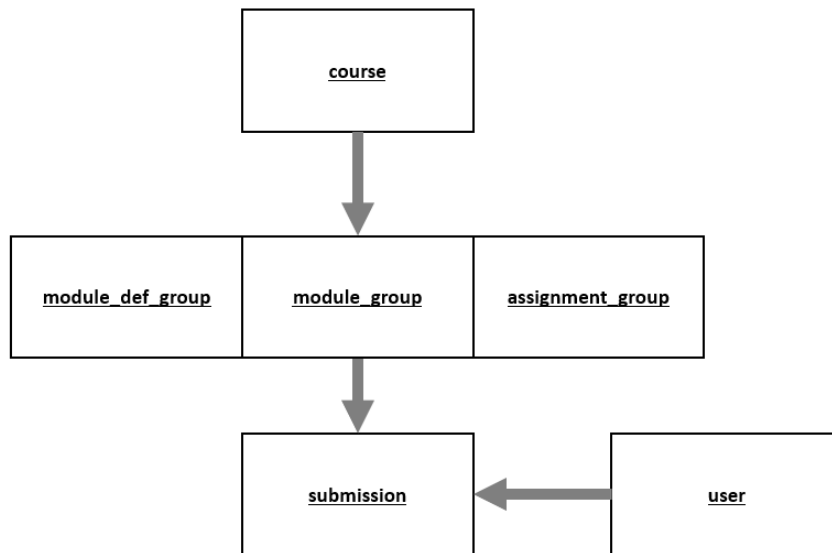 course
module_def_group
module_group
assignment_group
submission
user